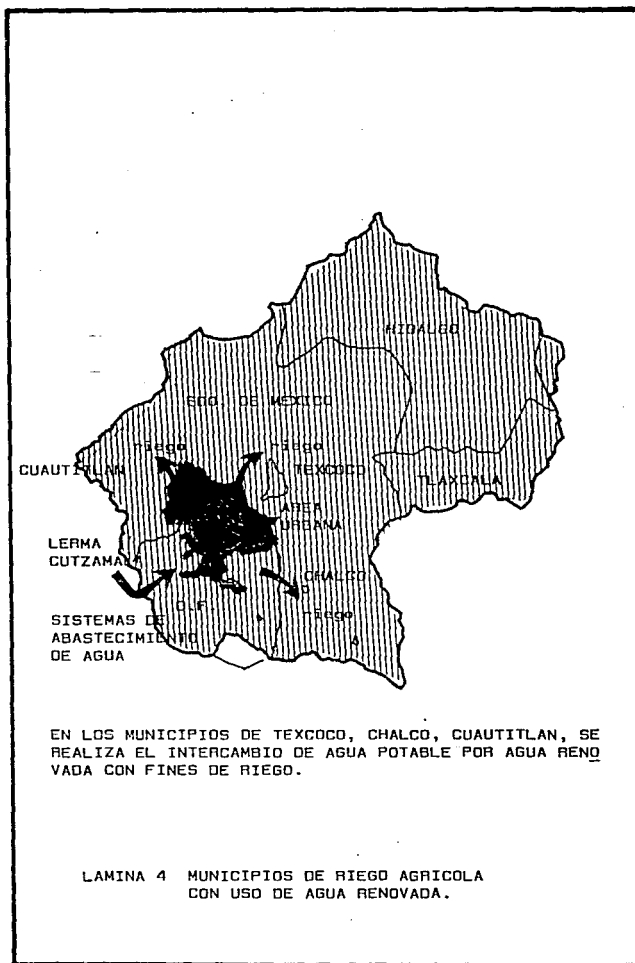 HIDALGO
EDO. DE MEXICO
riego
riego
CUAUTITLAN
TEXCOCO
TLAXCALA
AREA
URBANA
LERMA
CUTZAMALA
CHALCO
D.F.
riego
SISTEMAS DE
ABASTECIMIENTO
DE AGUA
EN LOS MUNICIPIOS DE TEXCOCO, CHALCO, CUAUTITLAN, SE
REALIZA EL INTERCAMBIO DE AGUA POTABLE POR AGUA RENO
VADA CON FINES DE RIEGO.
LAMINA 4 MUNICIPIOS DE RIEGO AGRICOLA
CON USO DE AGUA RENOVADA.